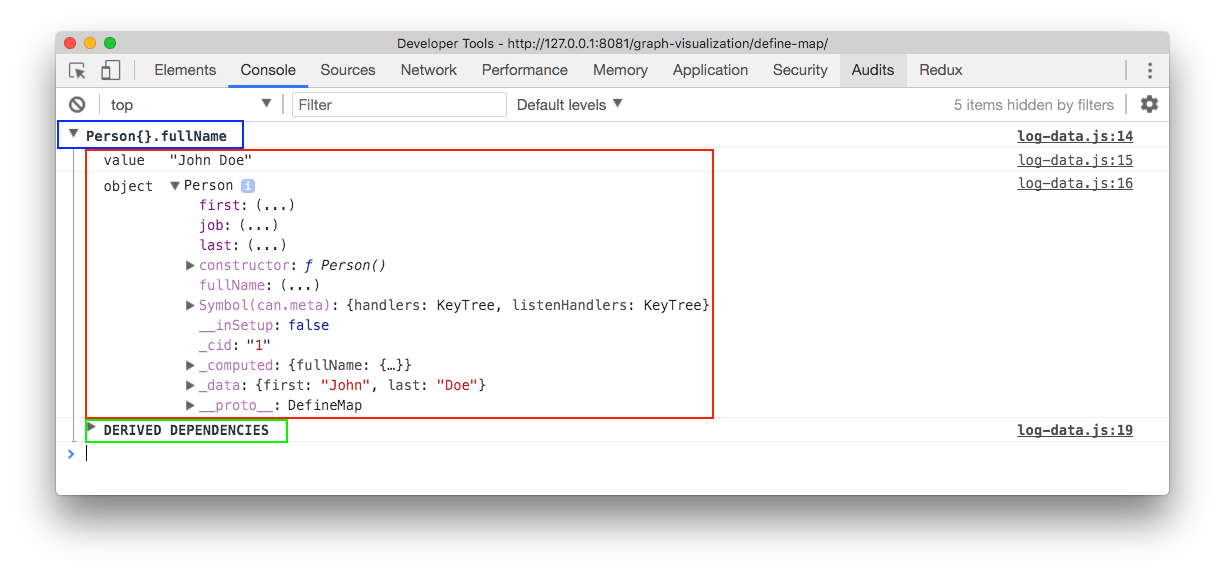 Developer Tools - http://127.0.0.1:8081/graph-visualization/define-map/
Elements Console Sources Network Performance Memory Application Security Audits Redux
top Filter Default levels 5 items hidden by filters
Person{}.fullName log-data.js:14
value "John Doe" log-data.js:15
object Person i log-data.js:16
first: (...)
job: (...)
last: (...)
constructor: ƒ Person()
fullName: (...)
Symbol(can.meta): {handlers: KeyTree, listenHandlers: KeyTree}
__inSetup: false
_cid: "1"
_computed: {fullName: {…}}
_data: {first: "John", last: "Doe"}
__proto__: DefineMap
DERIVED DEPENDENCIES log-data.js:19